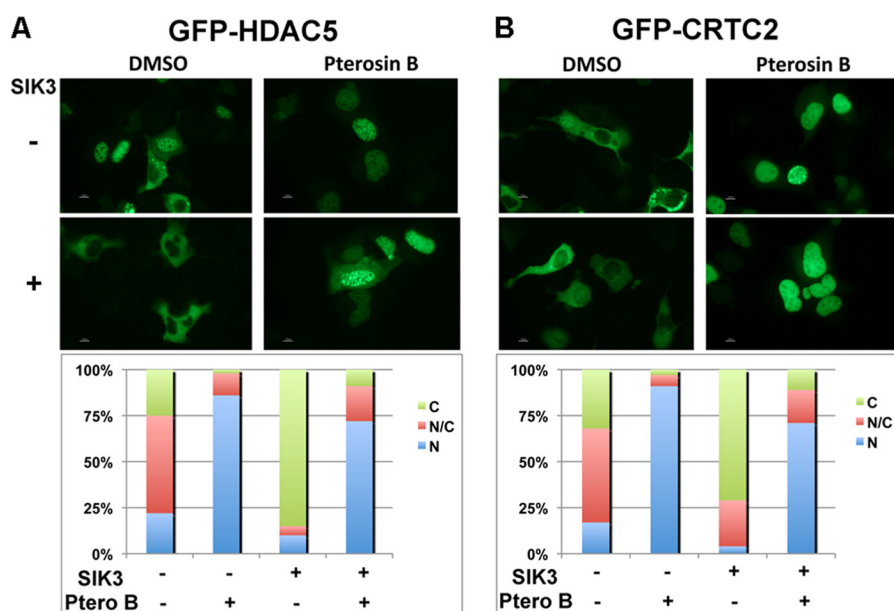 A GFP-HDAC5
DMSO Pterosin B
SIK3
-
+
100%
75%
50%
25%
0%
C
N/C
N
SIK3 - - + +
Ptero B - + - +
B GFP-CRTC2
DMSO Pterosin B
100%
75%
50%
25%
0%
C
N/C
N
SIK3 - - + +
Ptero B - + - +